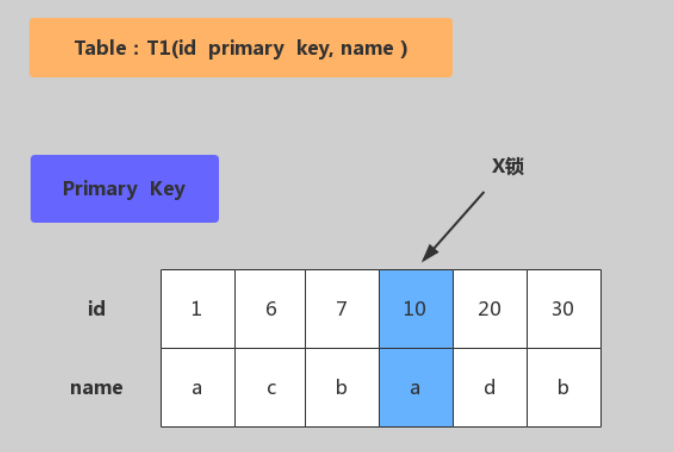 Table : T1(id primary key, name )
X锁
Primary Key
id 1 6 7 10 20 30
name a c b a d b